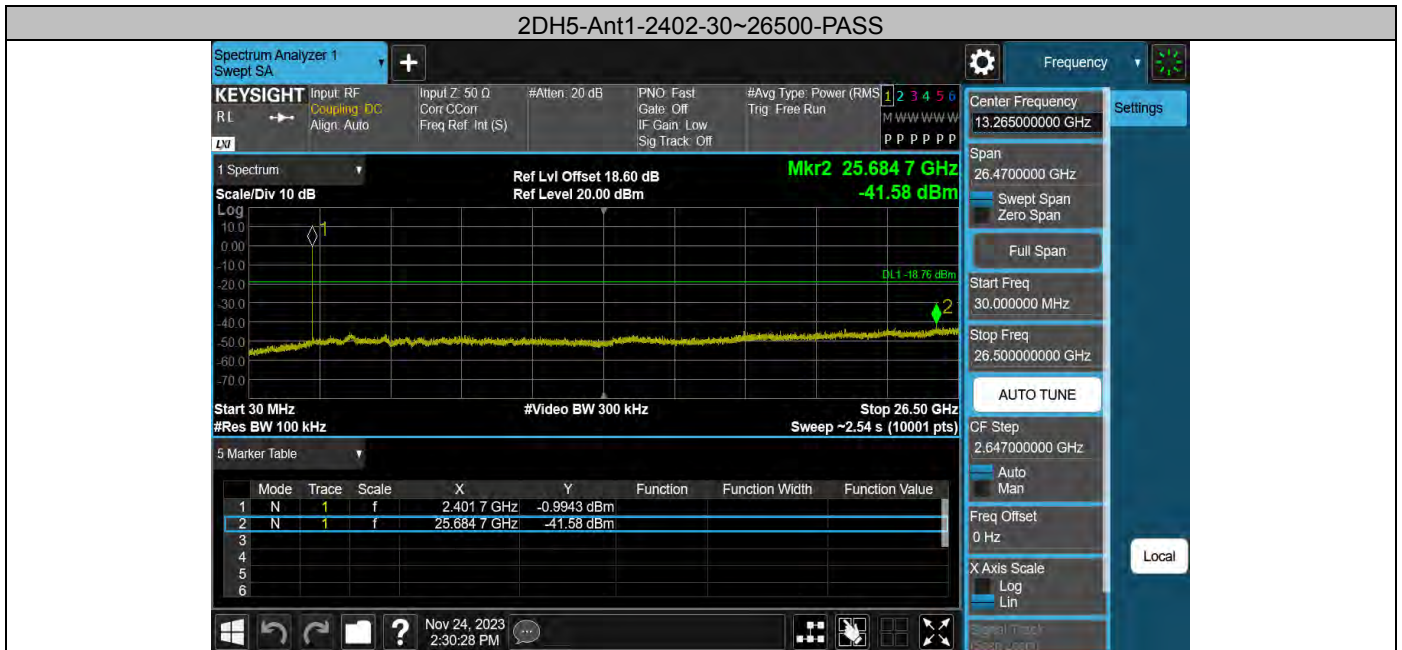 2DH5-Ant1-2402-30~26500-PASS
Spectrum Analyzer 1
Swept SA
+
Frequency
KEYSIGHT
RL
LXI
Input: RF
Coupling: DC
Align: Auto
Input Z: 50 Ω
Corr CCorr
Freq Ref: Int (S)
#Atten: 20 dB
PNO: Fast
Gate: Off
IF Gain: Low
Sig Track: Off
#Avg Type: Power (RMS
Trig: Free Run
1 2 3 4 5 6
M W W W W W
P P P P P P
Center Frequency
13.265000000 GHz
Settings
Span
26.4700000 GHz
Swept Span
Zero Span
Full Span
Start Freq
30.000000 MHz
Stop Freq
26.500000000 GHz
AUTO TUNE
CF Step
2.647000000 GHz
Auto
Man
Freq Offset
0 Hz
X Axis Scale
Log
Lin
Local
1 Spectrum
Scale/Div 10 dB
Ref Lvl Offset 18.60 dB
Ref Level 20.00 dBm
Mkr2 25.684 7 GHz
-41.58 dBm
Log
10.0
0.00
-10.0
-20.0
-30.0
-40.0
-50.0
-60.0
-70.0
1
DL1 -18.76 dBm
2
Start 30 MHz
#Video BW 300 kHz
Stop 26.50 GHz
#Res BW 100 kHz
Sweep ~2.54 s (10001 pts)
5 Marker Table
Mode Trace Scale X Y Function Function Width Function Value
1 N 1 f 2.401 7 GHz -0.9943 dBm
2 N 1 f 25.684 7 GHz -41.58 dBm
3
4
5
6
?
Nov 24, 2023
2:30:28 PM
Signal Track